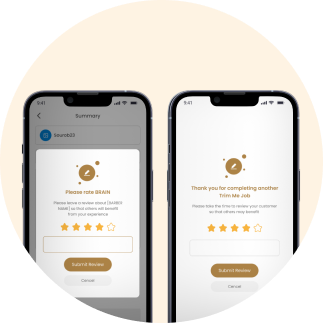 9:41
Summary
Sourab23
Please rate BRAIN
Please leave a review about [BARBER
NAME] so that others will benefit
from your experience
Submit Review
Cancel
9:41
Thank you for completing another
Trim Me Job
Please take the time to review your customer
so that others may benefit
Submit Review
Cancel